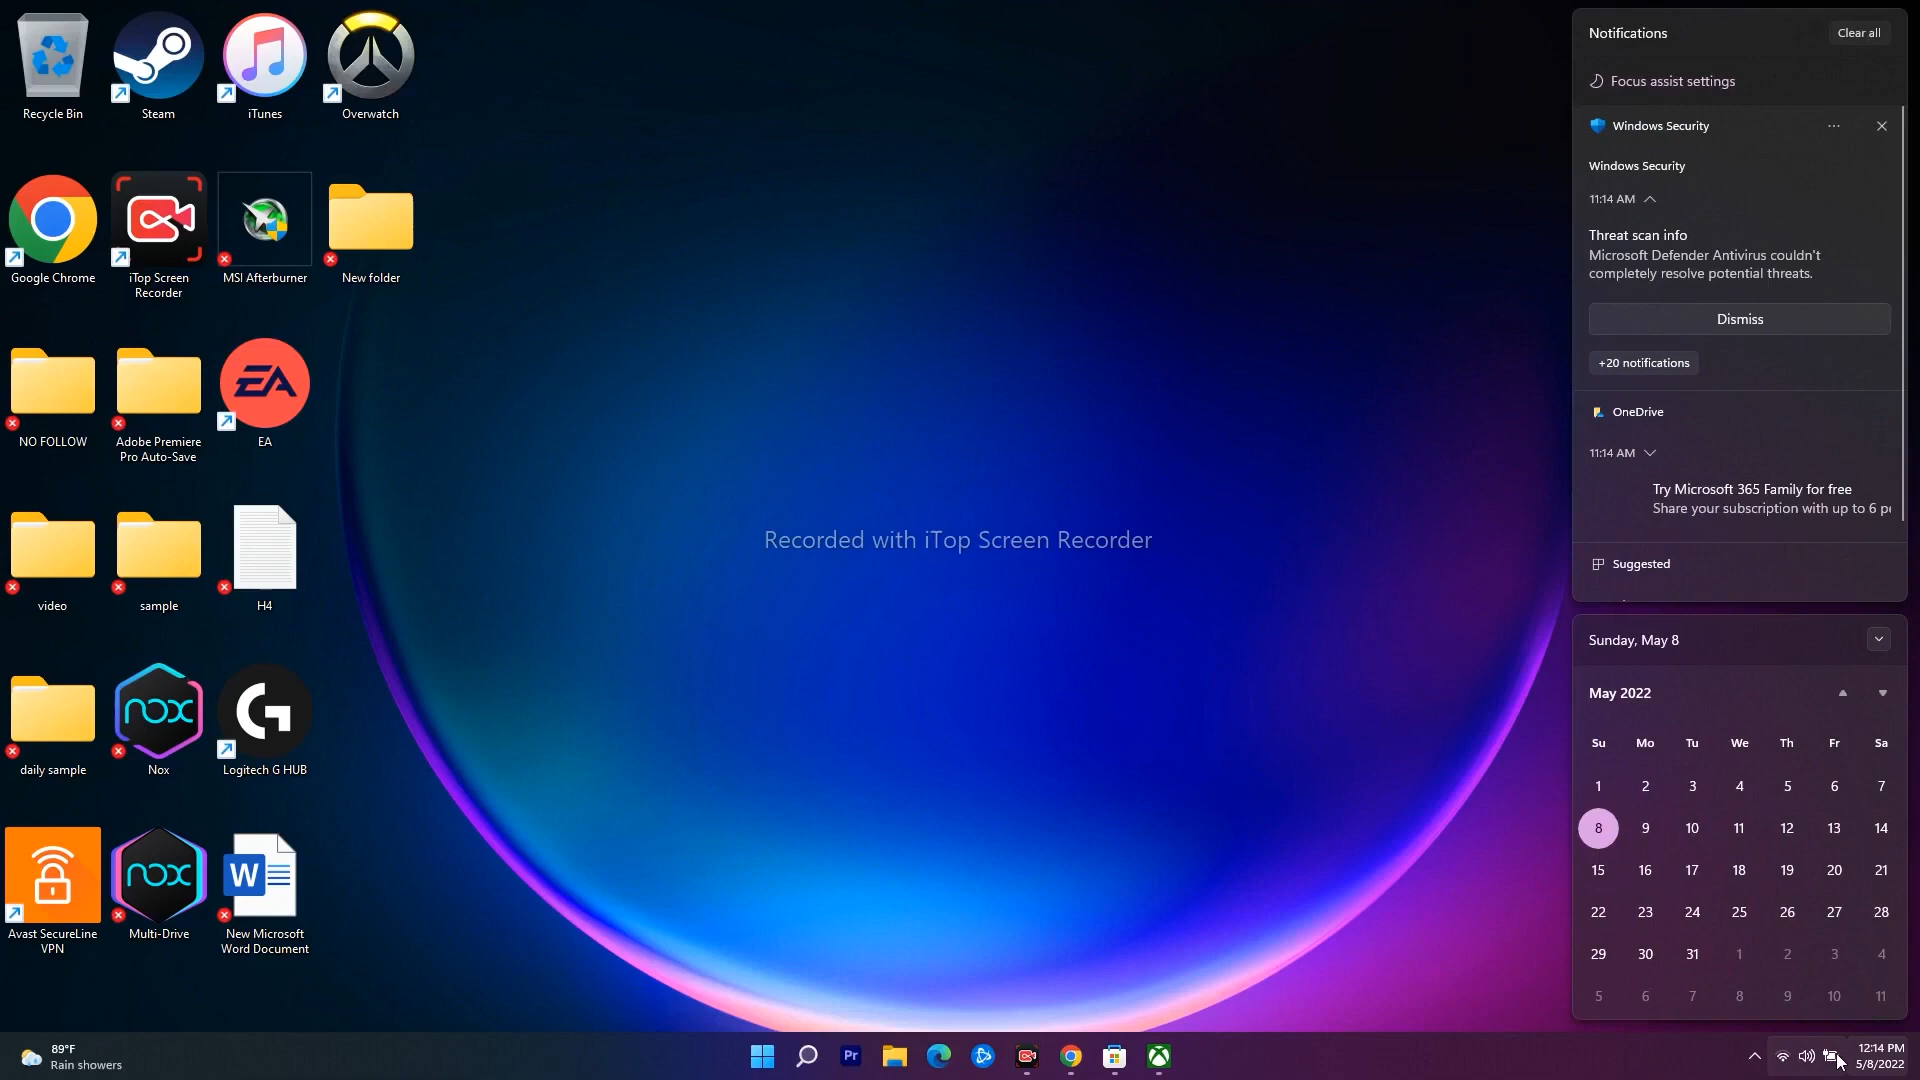 Recycle Bin
Steam
iTunes
Overwatch
Google Chrome
iTop Screen
Recorder
MSI Afterburner
New folder
NO FOLLOW
Adobe Premiere
Pro Auto-Save
EA
EA
video
sample
H4
nox
daily sample
Nox
G
Logitech G HUB
nox
W
Avast SecureLine
VPN
Multi-Drive
New Microsoft
Word Document
Recorded with iTop Screen Recorder
Notifications
Clear all
Focus assist settings
Windows Security
Windows Security
11:14 AM
Threat scan info
Microsoft Defender Antivirus couldn't
completely resolve potential threats.
Dismiss
+20 notifications
OneDrive
11:14 AM
Try Microsoft 365 Family for free
Share your subscription with up to 6
Suggested
Sunday, May 8
May 2022
Su Mo Tu We Th Fr Sa
1 2 3 4 5 6 7
8 9 10 11 12 13 14
15 16 17 18 19 20 21
22 23 24 25 26 27 28
29 30 31 1 2 3 4
5 6 7 8 9 10 11
89°F
Rain showers
Pr
12:14 PM
5/8/2022